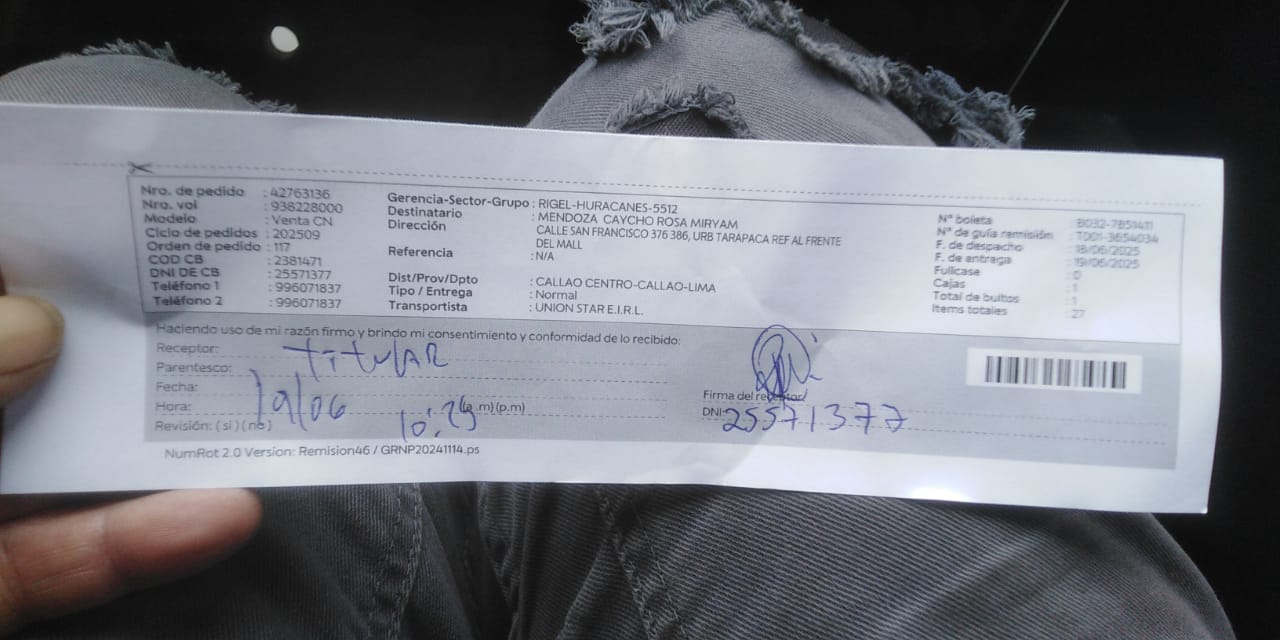 Nro. de pedido : 42763136
Nro. vol : 938228000
Modelo : Venta CN
Ciclo de pedidos : 202509
Orden de pedido : 117
COD CB : 2381471
DNI DE CB : 25571377
Teléfono 1 : 996071837
Teléfono 2 : 996071837
Gerencia-Sector-Grupo : RIGEL-HURACANES-5512
Destinatario : MENDOZA CAYCHO ROSA MIRYAM
Dirección : CALLE SAN FRANCISCO 376 386, URB TARAPACA REF AL FRENTE
DEL MALL
Referencia : N/A
Dist/Prov/Dpto : CALLAO CENTRO-CALLAO-LIMA
Tipo / Entrega : Normal
Transportista : UNION STAR E.I.R.L.
N° boleta : B032-7851411
N° de guía remisión : T001-3654034
F. de despacho : 18/06/2025
F. de entrega : 19/06/2025
Fullcase : 0
Cajas : 1
Total de bultos : 1
Items totales : 27
Haciendo uso de mi razón firmo y brindo mi consentimiento y conformidad de lo recibido:
Receptor: TITULAR
Parentesco:
Fecha: 19/06
Hora: 10:29 (a.m)(p.m)
Revisión: ( si ) ( no )
Firma del receptor
DNI: 25571377
NumRot 2.0 Version: Remision46 / GRNP20241114.ps